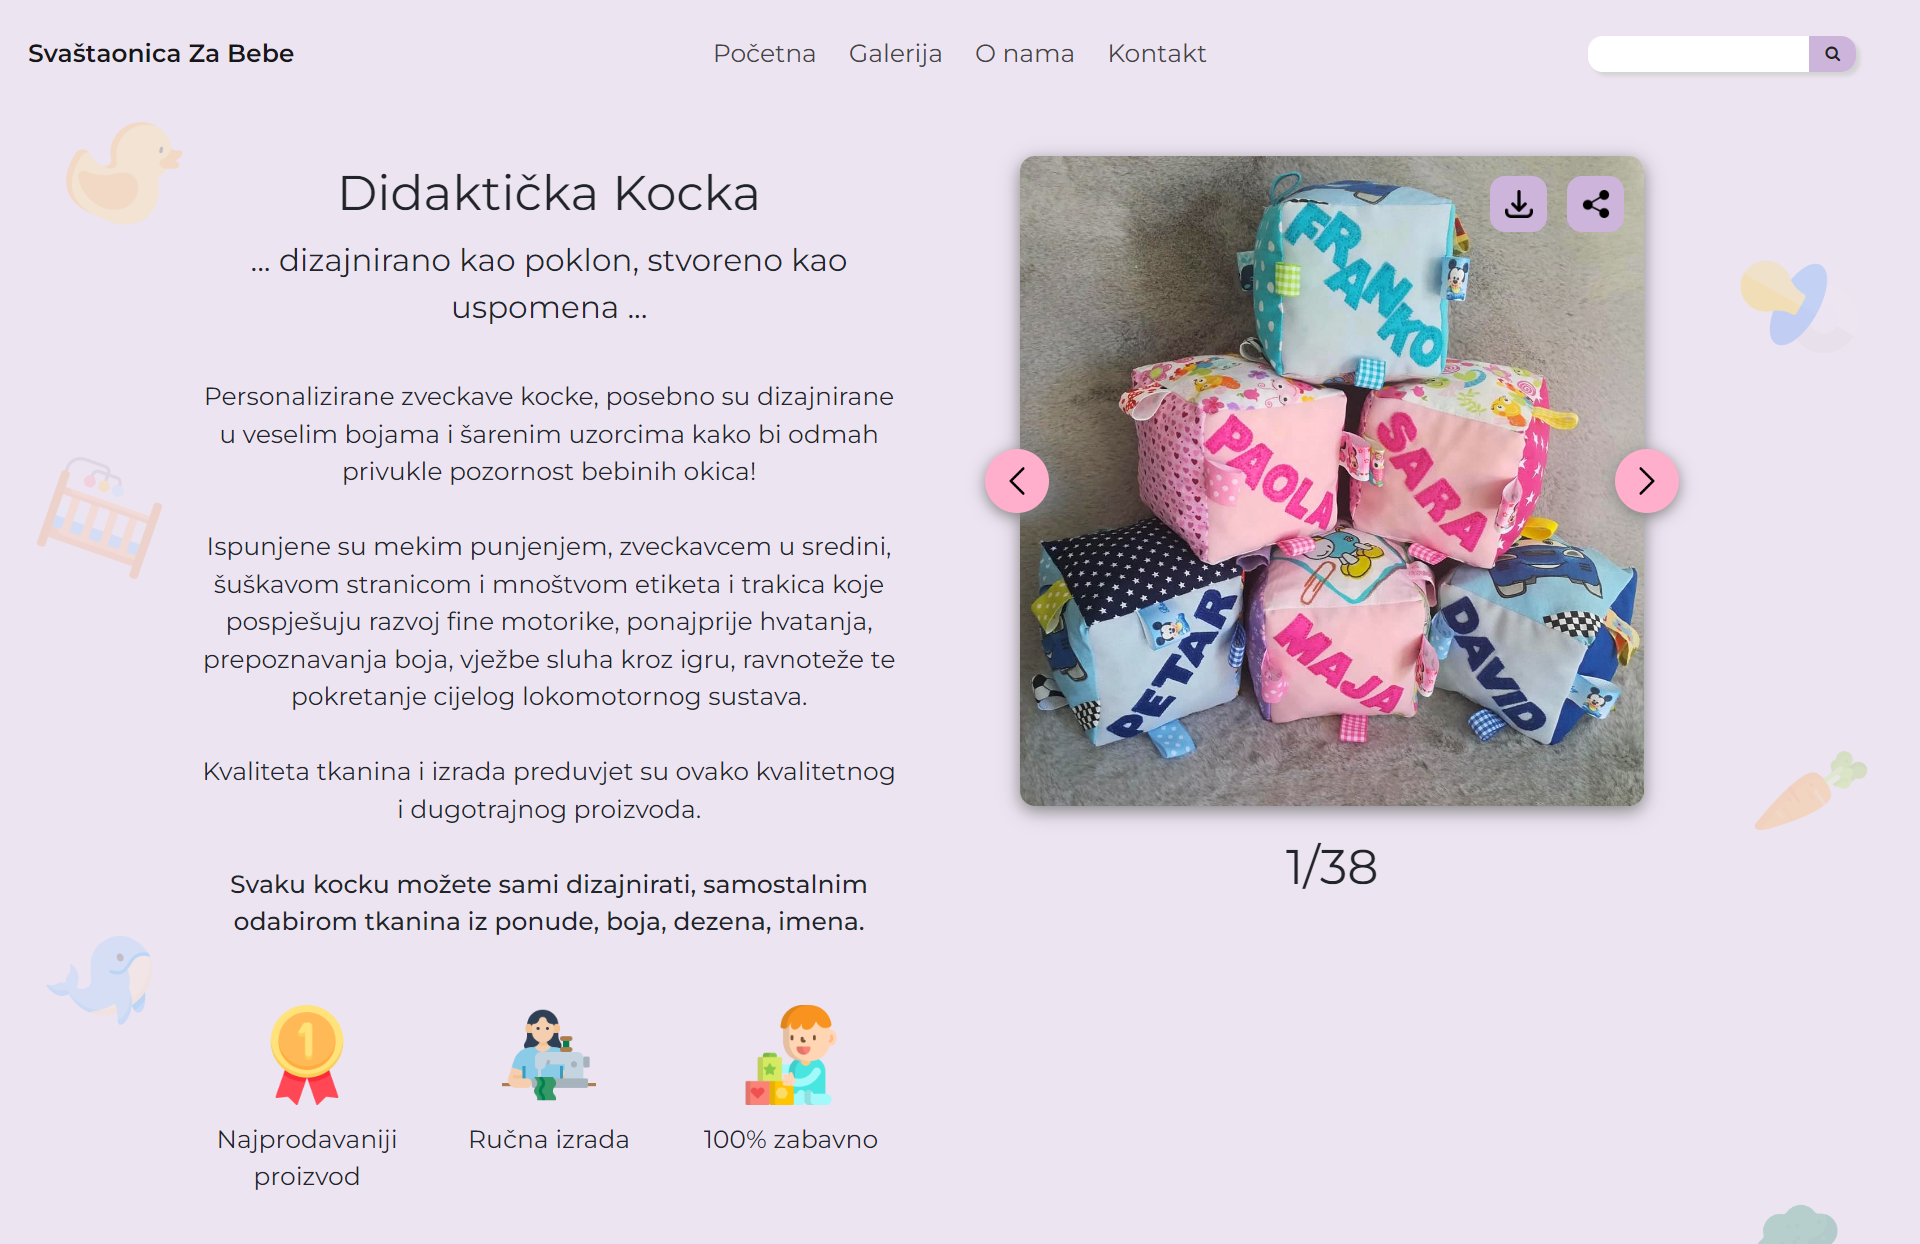 Svaštaonica Za Bebe
Početna
Galerija
O nama
Kontakt
Didaktička Kocka
... dizajnirano kao poklon, stvoreno kao
uspomena ...
Personalizirane zveckave kocke, posebno su dizajnirane
u veselim bojama i šarenim uzorcima kako bi odmah
privukle pozornost bebinih okica!
Ispunjene su mekim punjenjem, zveckavcem u sredini,
šuškavom stranicom i mnoštvom etiketa i trakica koje
pospješuju razvoj fine motorike, ponajprije hvatanja,
prepoznavanja boja, vježbe sluha kroz igru, ravnoteže te
pokretanje cijelog lokomotornog sustava.
Kvaliteta tkanina i izrada preduvjet su ovako kvalitetnog
i dugotrajnog proizvoda.
Svaku kocku možete sami dizajnirati, samostalnim
odabirom tkanina iz ponude, boja, dezena, imena.
1
Najprodavaniji
proizvod
Ručna izrada
100% zabavno
FRANKO
PAOLA
SARA
PETAR
MAJA
DAVID
1/38